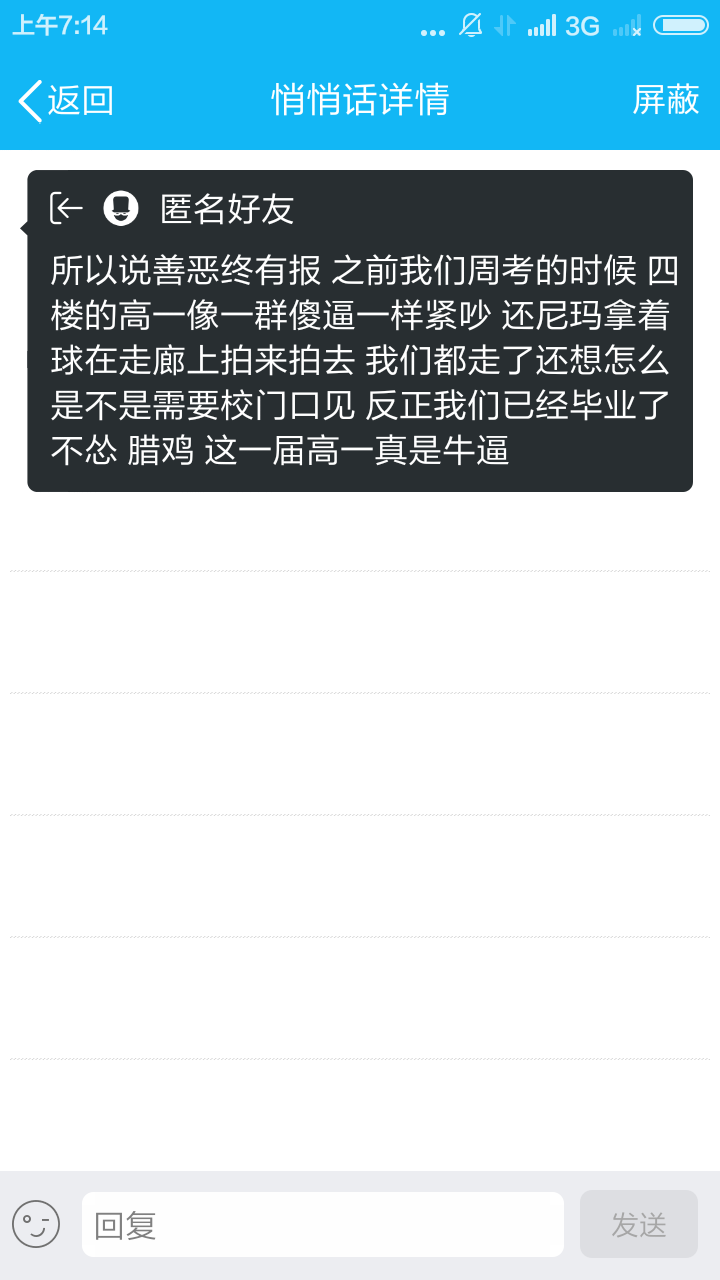 上午7:14
3G
返回
悄悄话详情
屏蔽
匿名好友
所以说善恶终有报 之前我们周考的时候 四
楼的高一像一群傻逼一样紧吵 还尼玛拿着
球在走廊上拍来拍去 我们都走了还想怎么
是不是需要校门口见 反正我们已经毕业了
不怂 腊鸡 这一届高一真是牛逼
回复
发送